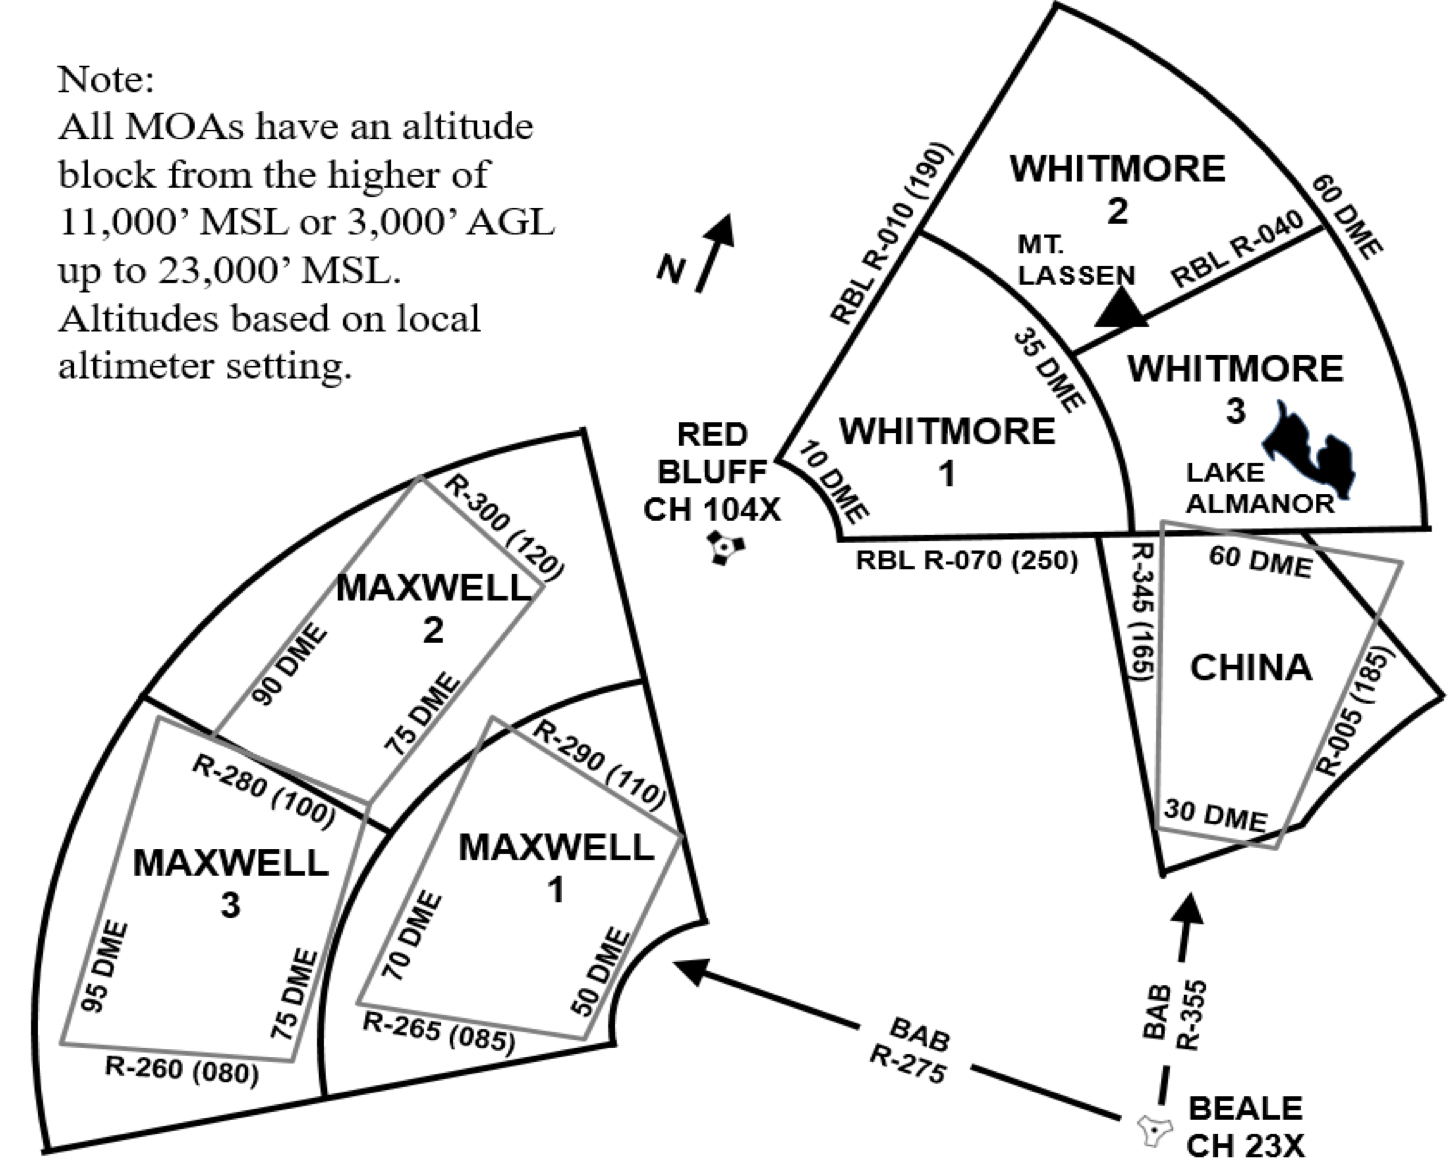 Note:
All MOAs have an altitude
block from the higher of
11,000’ MSL or 3,000’ AGL
up to 23,000’ MSL.
Altitudes based on local
altimeter setting.
N
RBL R-010 (190)
WHITMORE
2
60 DME
MT.
LASSEN
RBL R-040
35 DME
WHITMORE
3
LAKE
ALMANOR
WHITMORE
1
10 DME
RED
BLUFF
CH 104X
RBL R-070 (250)
R-345 (165)
60 DME
CHINA
R-005 (185)
30 DME
R-300 (120)
MAXWELL
2
90 DME
75 DME
R-280 (100)
R-290 (110)
MAXWELL
3
95 DME
75 DME
R-260 (080)
MAXWELL
1
70 DME
50 DME
R-265 (085)
BAB
R-275
BAB
R-355
BEALE
CH 23X